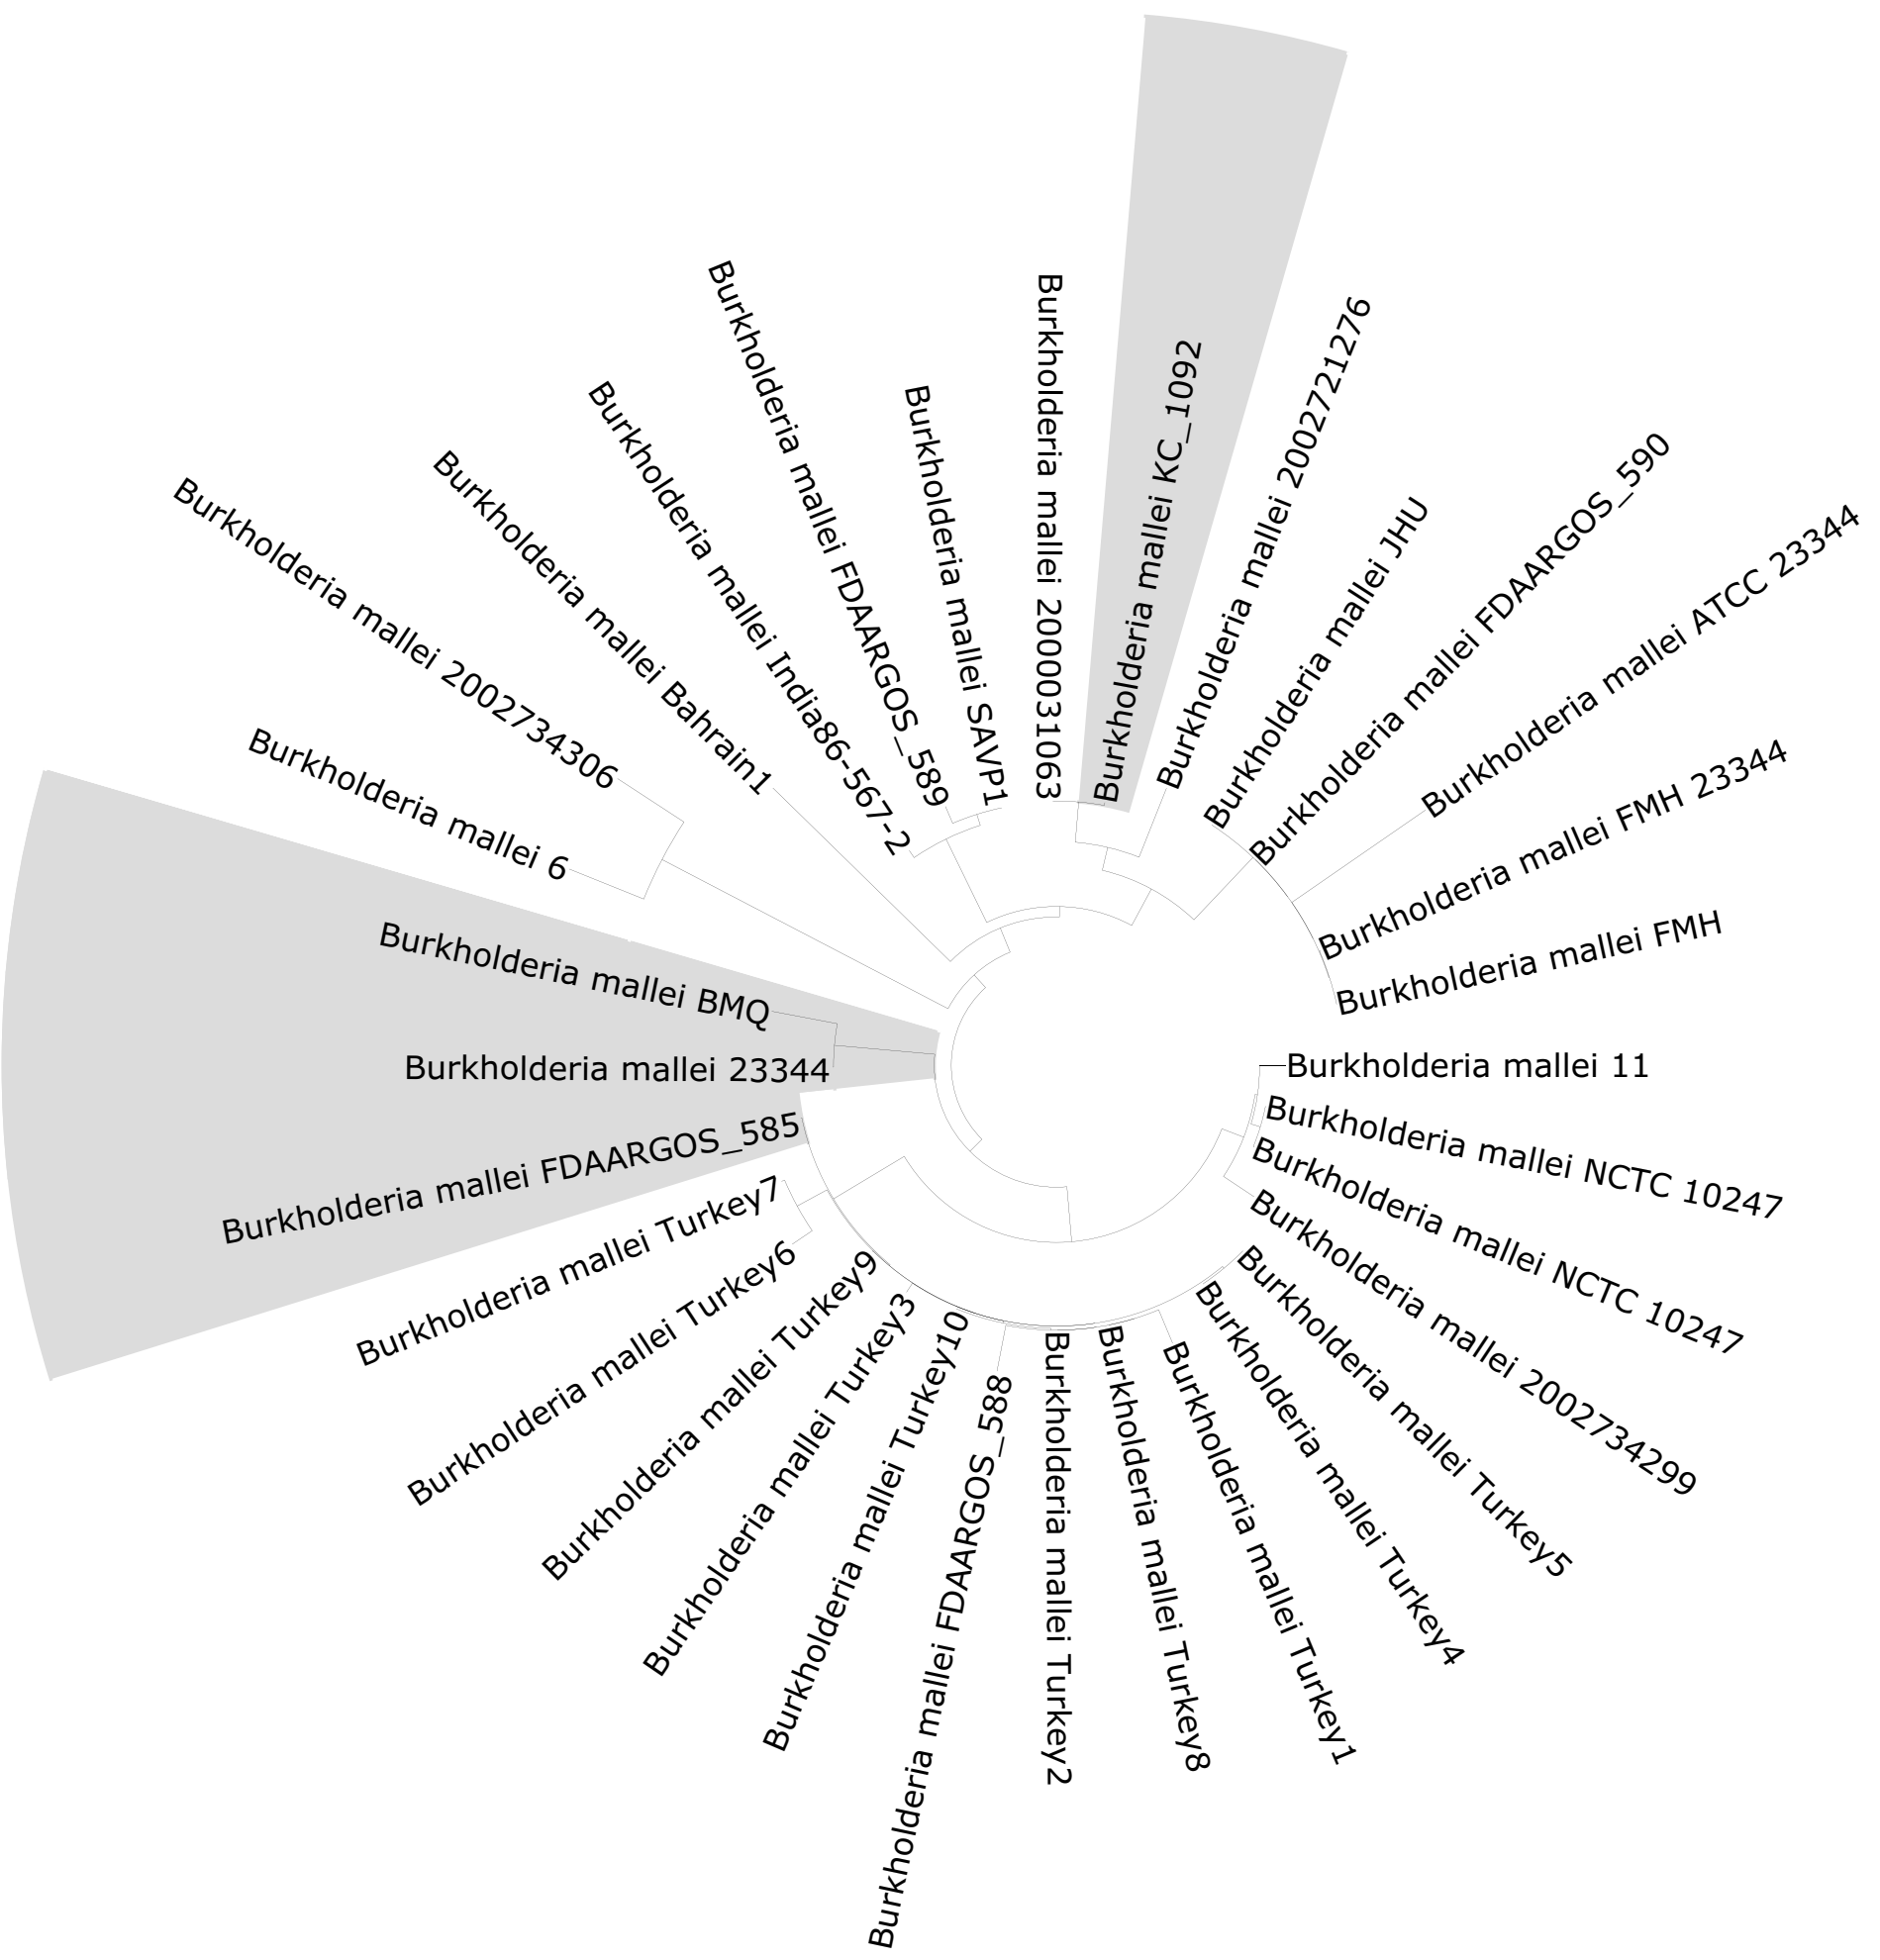 Burkholderia mallei 2000031063
Burkholderia mallei KC_1092
Burkholderia mallei 2002721276
Burkholderia mallei JHU
Burkholderia mallei FDAARGOS_590
Burkholderia mallei ATCC 23344
Burkholderia mallei FMH 23344
Burkholderia mallei FMH
Burkholderia mallei 11
Burkholderia mallei NCTC 10247
Burkholderia mallei NCTC 10247
Burkholderia mallei 2002734299
Burkholderia mallei Turkey5
Burkholderia mallei Turkey4
Burkholderia mallei Turkey1
Burkholderia mallei Turkey8
Burkholderia mallei Turkey2
Burkholderia mallei FDAARGOS_588
Burkholderia mallei Turkey10
Burkholderia mallei Turkey3
Burkholderia mallei Turkey9
Burkholderia mallei Turkey6
Burkholderia mallei Turkey7
Burkholderia mallei FDAARGOS_585
Burkholderia mallei 23344
Burkholderia mallei BMQ
Burkholderia mallei 6
Burkholderia mallei 2002734306
Burkholderia mallei Bahrain1
Burkholderia mallei India86-567-2
Burkholderia mallei FDAARGOS_589
Burkholderia mallei SAVP1